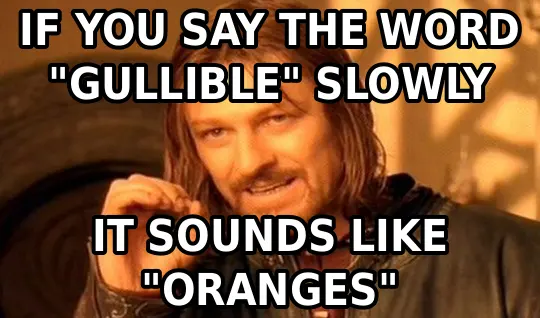 IF YOU SAY THE WORD
"GULLIBLE" SLOWLY
IT SOUNDS LIKE
"ORANGES"